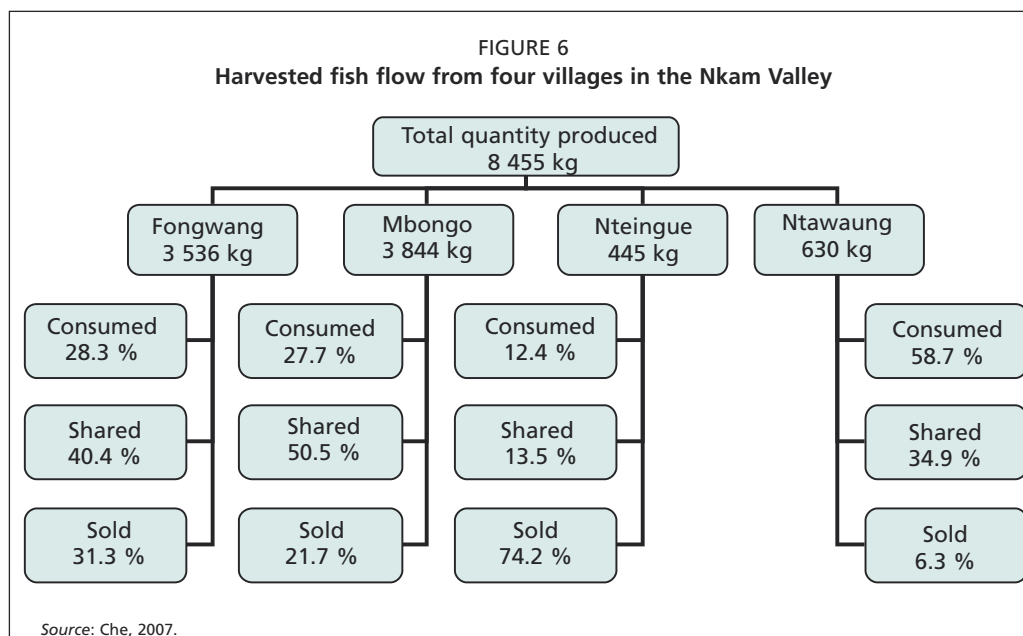 FIGURE 6
Harvested fish flow from four villages in the Nkam Valley
Total quantity produced
8 455 kg
Fongwang
3 536 kg
Mbongo
3 844 kg
Nteingue
445 kg
Ntawaung
630 kg
Consumed
28.3 %
Consumed
27.7 %
Consumed
12.4 %
Consumed
58.7 %
Shared
40.4 %
Shared
50.5 %
Shared
13.5 %
Shared
34.9 %
Sold
31.3 %
Sold
21.7 %
Sold
74.2 %
Sold
6.3 %
Source: Che, 2007.